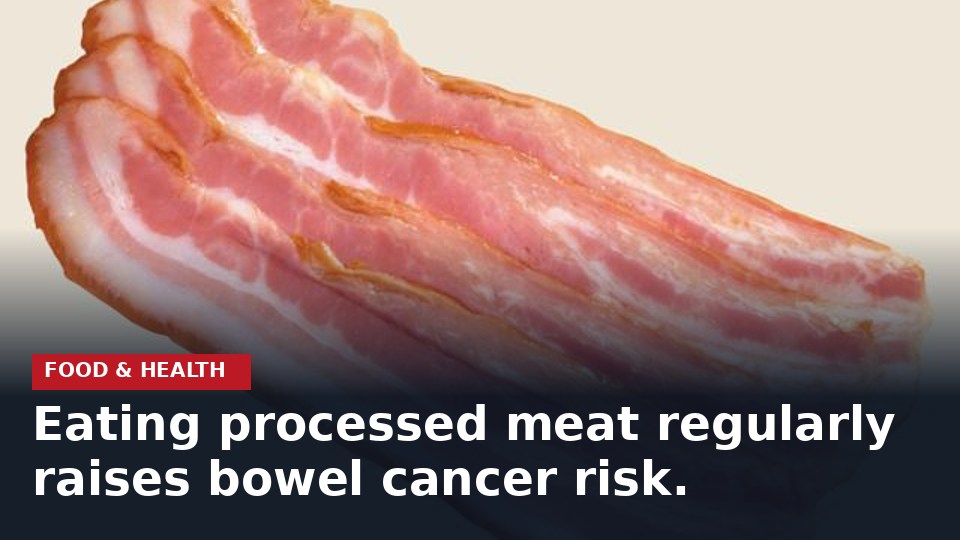 FOOD & HEALTH
Eating processed meat regularly
raises bowel cancer risk.